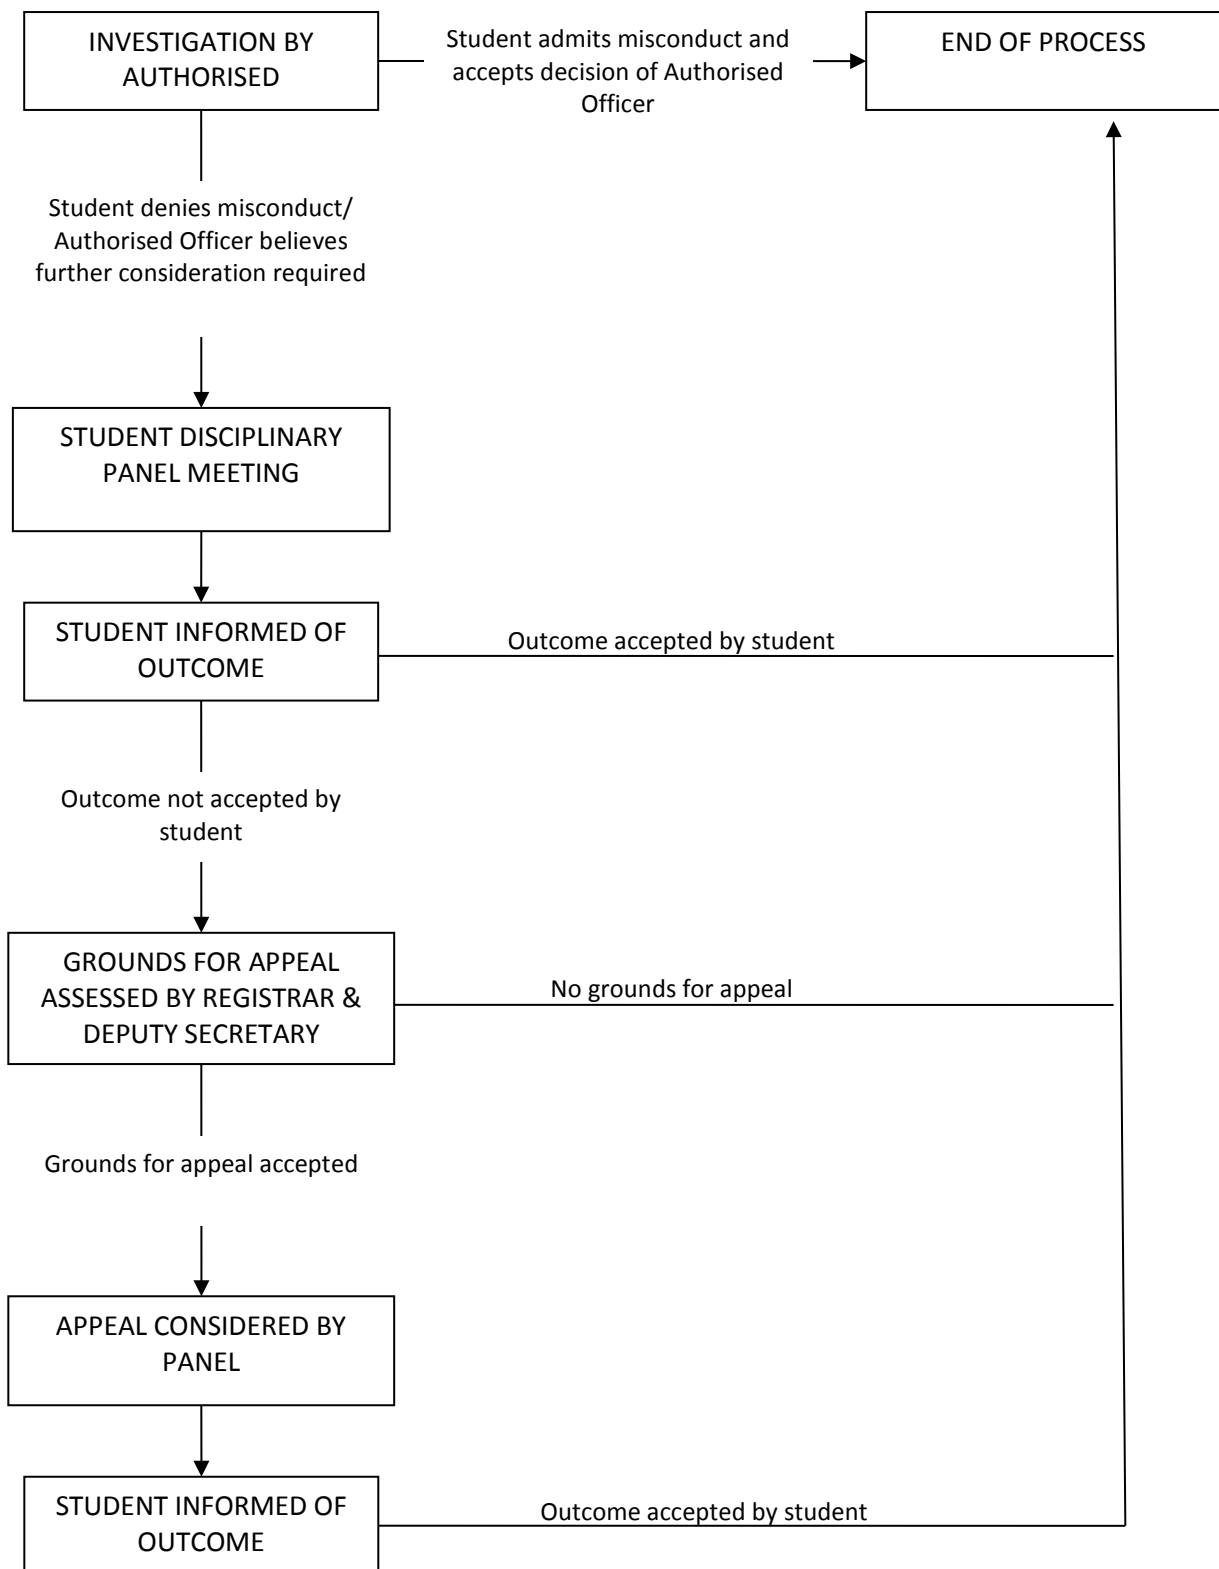 INVESTIGATION BY
AUTHORISED
Student admits misconduct and
accepts decision of Authorised
Officer
END OF PROCESS
Student denies misconduct/
Authorised Officer believes
further consideration required
STUDENT DISCIPLINARY
PANEL MEETING
STUDENT INFORMED OF
OUTCOME
Outcome accepted by student
Outcome not accepted by
student
GROUNDS FOR APPEAL
ASSESSED BY REGISTRAR &
DEPUTY SECRETARY
No grounds for appeal
Grounds for appeal accepted
APPEAL CONSIDERED BY
PANEL
STUDENT INFORMED OF
OUTCOME
Outcome accepted by student